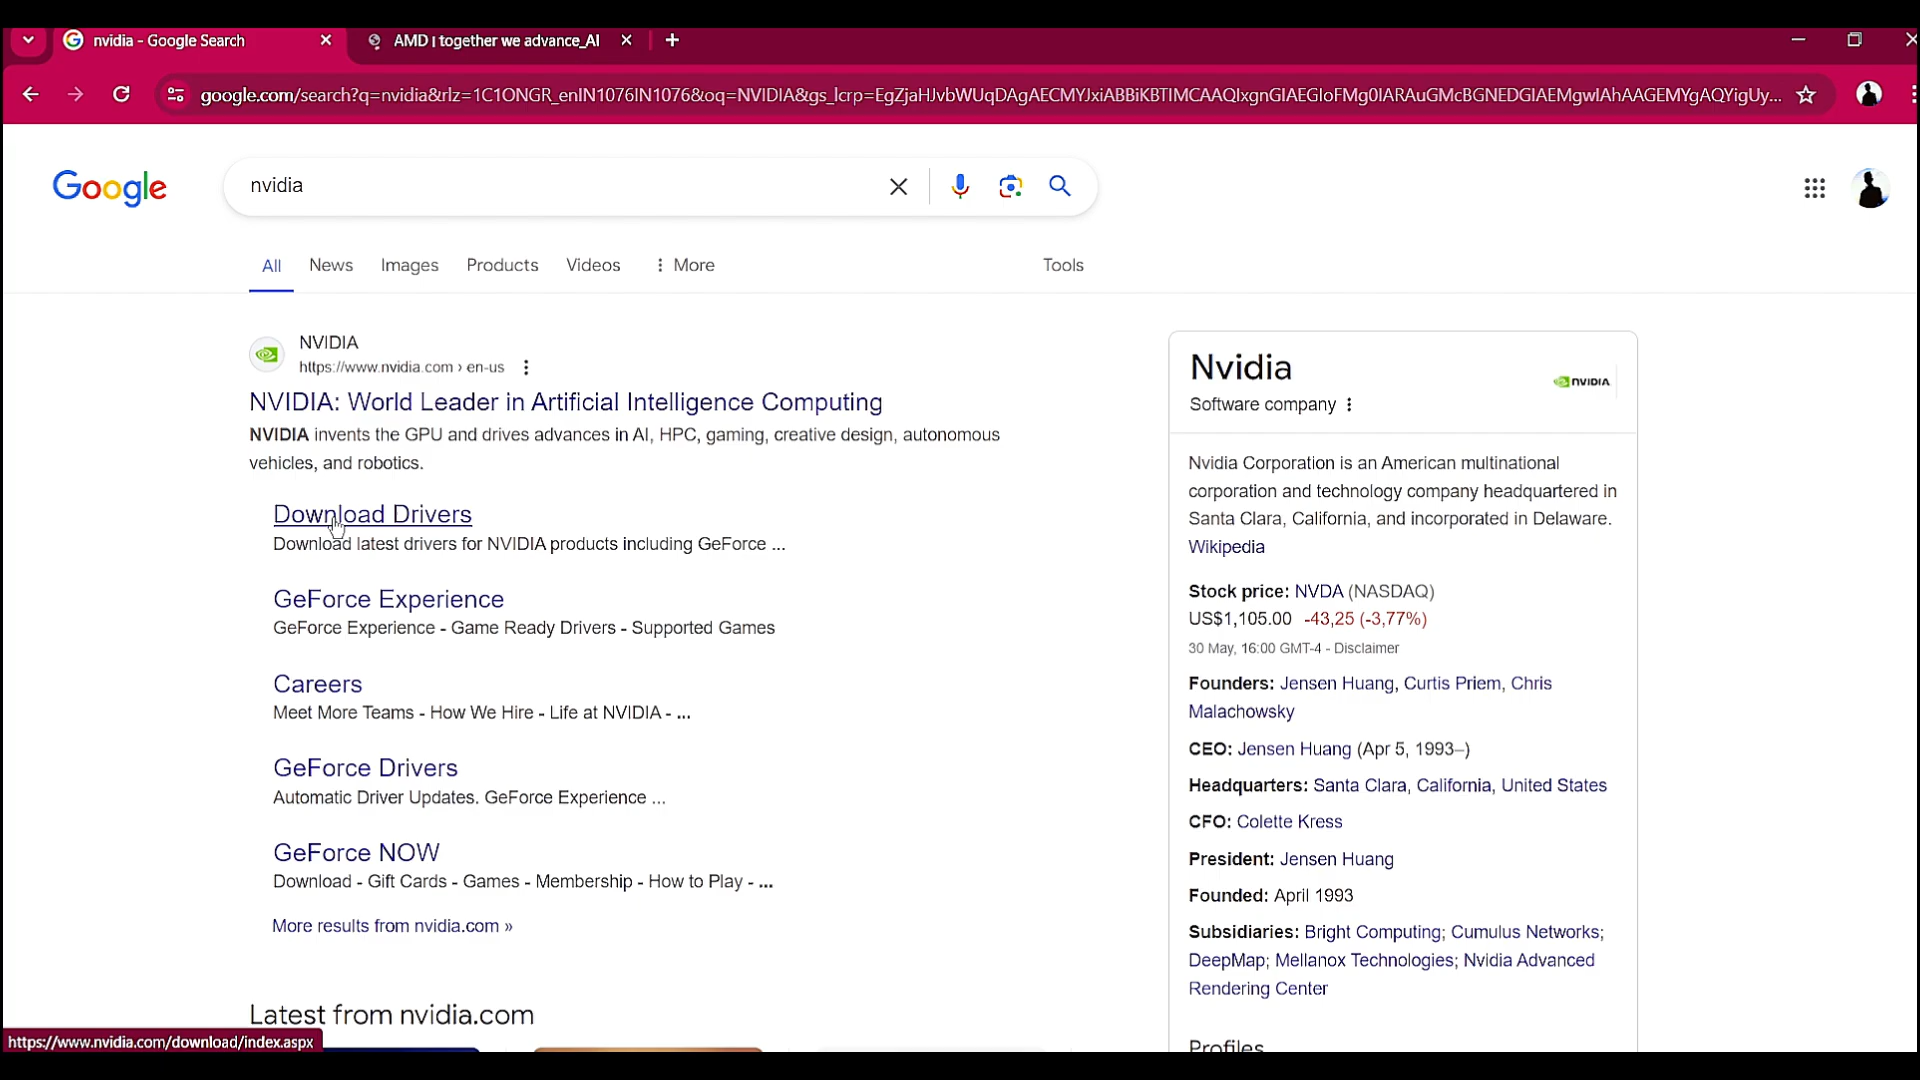 nvidia - Google Search
AMD | together we advance_AI
google.com/search?q=nvidia&rlz=1C1ONGR_enIN1076IN1076&oq=NVIDIA&gs_lcrp=EgZjaHJvbWUqDAgAECMYJxiABBiKBTIMCAAQIxgnGIAEGIoFMg0IARAuGMcBGNEDGIAEMgwIAhAAGEMYgAQYigUy...
Google
nvidia
All
News
Images
Products
Videos
More
Tools
NVIDIA
https://www.nvidia.com › en-us
NVIDIA: World Leader in Artificial Intelligence Computing
NVIDIA invents the GPU and drives advances in AI, HPC, gaming, creative design, autonomous
vehicles, and robotics.
Download Drivers
Download latest drivers for NVIDIA products including GeForce ...
GeForce Experience
GeForce Experience - Game Ready Drivers - Supported Games
Careers
Meet More Teams - How We Hire - Life at NVIDIA - ...
GeForce Drivers
Automatic Driver Updates. GeForce Experience ...
GeForce NOW
Download - Gift Cards - Games - Membership - How to Play - ...
More results from nvidia.com »
Latest from nvidia.com
https://www.nvidia.com/download/index.aspx
Nvidia
NVIDIA
Software company
Nvidia Corporation is an American multinational
corporation and technology company headquartered in
Santa Clara, California, and incorporated in Delaware.
Wikipedia
Stock price: NVDA (NASDAQ)
US$1,105.00 -43,25 (-3,77%)
30 May, 16:00 GMT-4 - Disclaimer
Founders: Jensen Huang, Curtis Priem, Chris
Malachowsky
CEO: Jensen Huang (Apr 5, 1993–)
Headquarters: Santa Clara, California, United States
CFO: Colette Kress
President: Jensen Huang
Founded: April 1993
Subsidiaries: Bright Computing; Cumulus Networks;
DeepMap; Mellanox Technologies; Nvidia Advanced
Rendering Center
Profiles